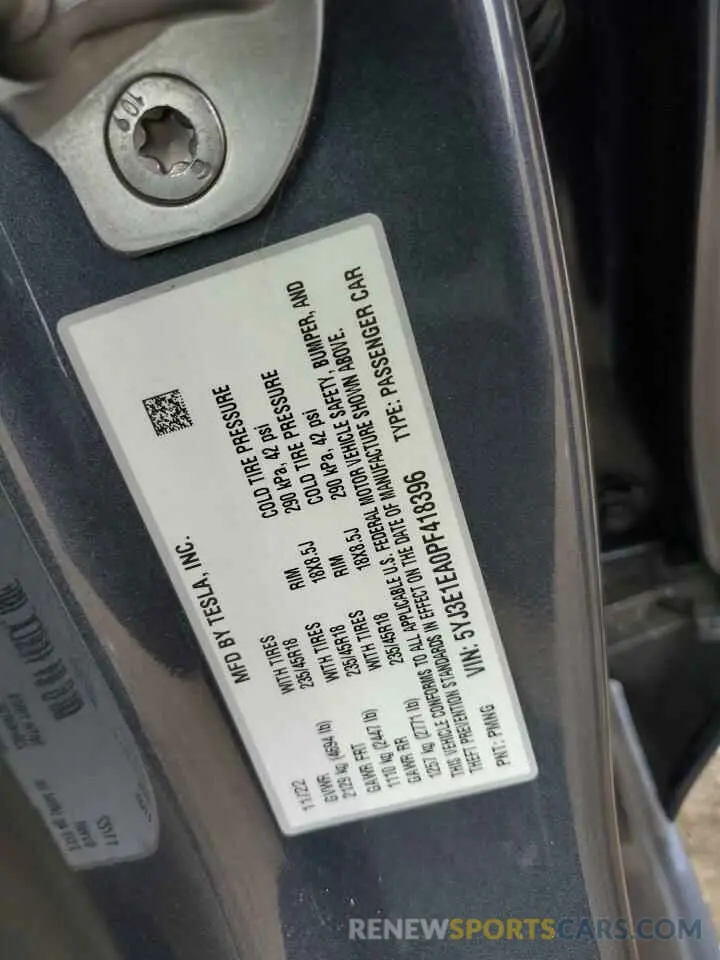 109
MFD BY TESLA, INC.
11/22
GVWR
2129 kg (4694 lb)
GAWR FRT
1110 kg (2447 lb)
GAWR RR
1257 kg (2771 lb)
WITH TIRES
235/45R18
WITH TIRES
235/45R18
WITH TIRES
235/45R18
RIM
18X8.5J
RIM
18X8.5J
COLD TIRE PRESSURE
290 kPa, 42 psi
COLD TIRE PRESSURE
290 kPa, 42 psi
COLD TIRE PRESSURE
290 kPa, 42 psi
THIS VEHICLE CONFORMS TO ALL APPLICABLE U.S. FEDERAL MOTOR VEHICLE SAFETY, BUMPER, AND
THEFT PREVENTION STANDARDS IN EFFECT ON THE DATE OF MANUFACTURE SHOWN ABOVE.
VIN: 5YJ3E1EA0PF418396 TYPE: PASSENGER CAR
PNT: PMNG
RENEWSPORTSCARS.COM